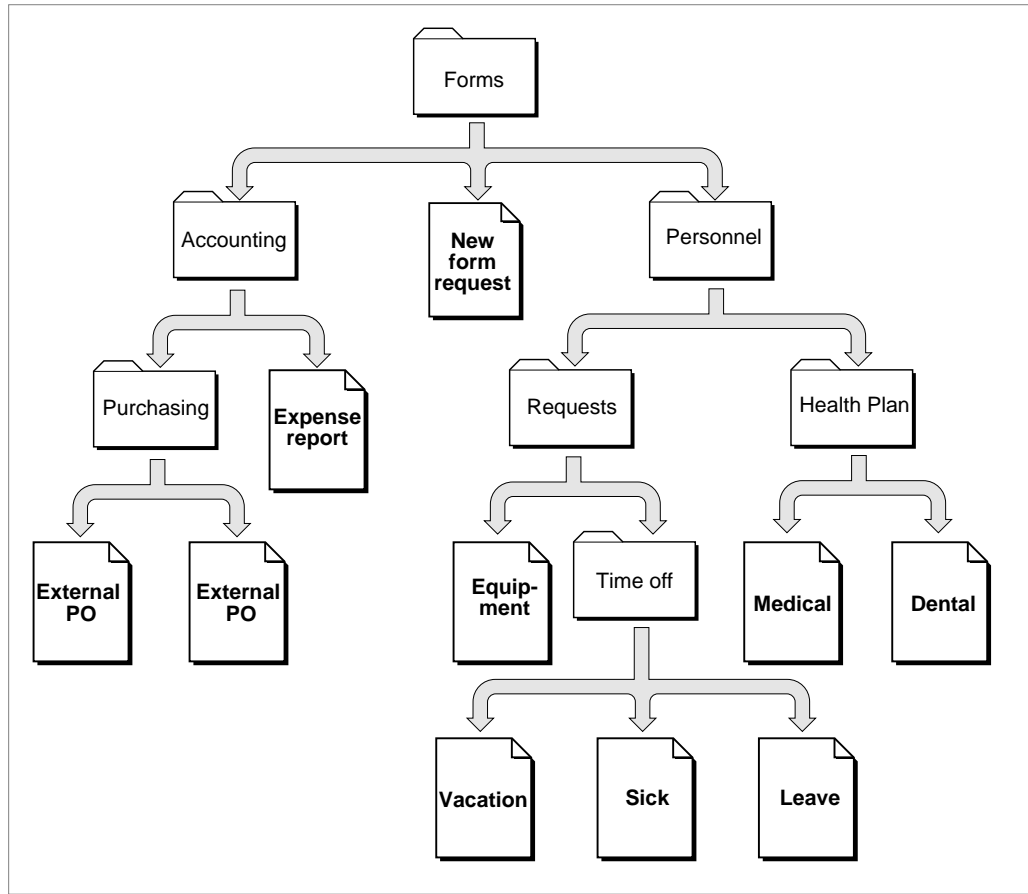 Forms
Accounting
New
form
request
Personnel
Purchasing
Expense
report
Requests
Health Plan
External
PO
External
PO
Equip-
ment
Time off
Medical
Dental
Vacation
Sick
Leave